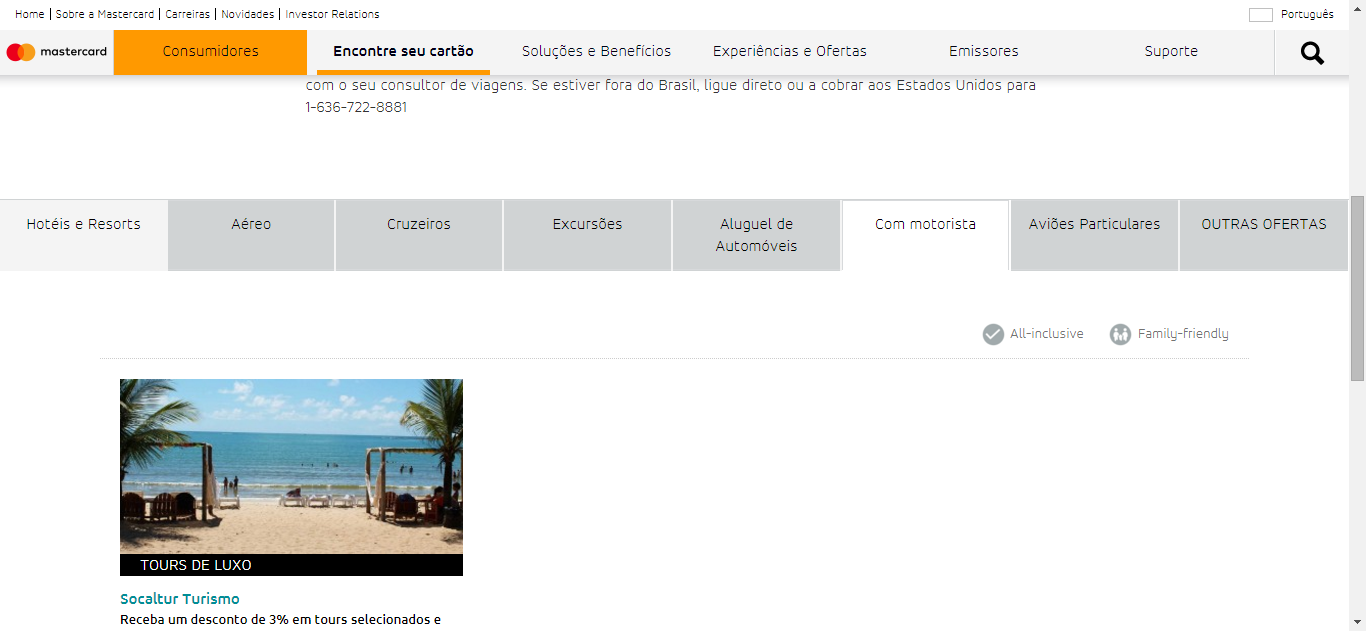 Home | Sobre a Mastercard | Carreiras | Novidades | Investor Relations
Português
mastercard
Consumidores
Encontre seu cartão
Soluções e Benefícios
Experiências e Ofertas
Emissores
Suporte
com o seu consultor de viagens. Se estiver fora do Brasil, ligue direto ou a cobrar aos Estados Unidos para
1-636-722-8881
Hotéis e Resorts
Aéreo
Cruzeiros
Excursões
Aluguel de
Automóveis
Com motorista
Aviões Particulares
OUTRAS OFERTAS
All-inclusive
Family-friendly
TOURS DE LUXO
Socaltur Turismo
Receba um desconto de 3% em tours selecionados e